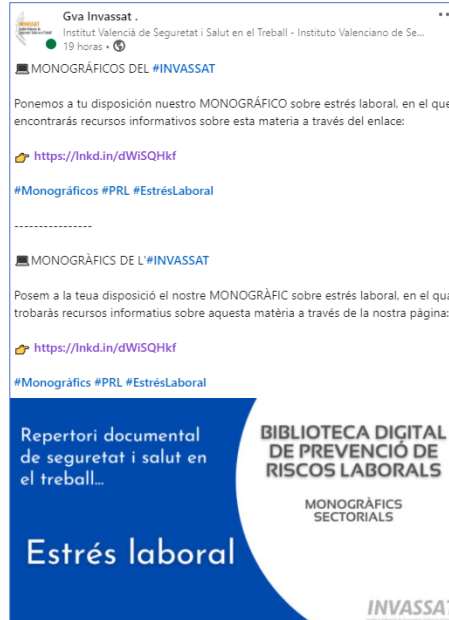 Gva Invassat .
Institut Valencià de Seguretat i Salut en el Treball - Instituto Valenciano de Se...
19 horas •
MONOGRÁFICOS DEL #INVASSAT
Ponemos a tu disposición nuestro MONOGRÁFICO sobre estrés laboral, en el que
encontrarás recursos informativos sobre esta materia a través del enlace:
https://lnkd.in/dWiSQHkf
#Monográficos #PRL #EstrésLaboral
----------------
MONOGRÀFICS DE L'#INVASSAT
Posem a la teua disposició el nostre MONOGRÀFIC sobre estrés laboral, en el qua
trobaràs recursos informatius sobre aquesta matèria a través de la nostra pàgina:
https://lnkd.in/dWiSQHkf
#Monogràfics #PRL #EstrésLaboral
Repertori documental
de seguretat i salut en
el treball...
Estrés laboral
BIBLIOTECA DIGITAL
DE PREVENCIÓ DE
RISCOS LABORALS
MONOGRÀFICS
SECTORIALS
INVASSAT